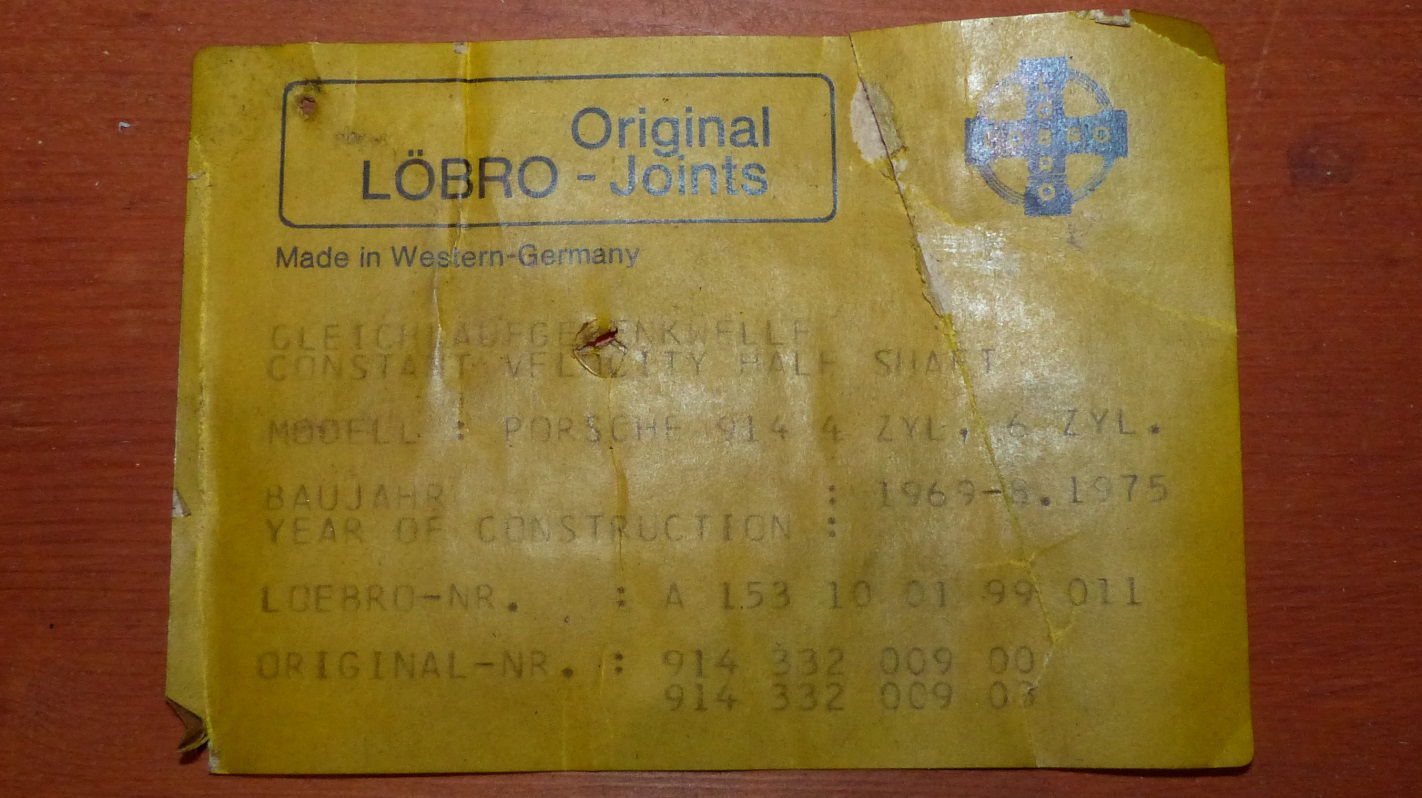 Original
LÖBRO - Joints
LÖBRO
Made in Western-Germany
GLEICHLAUFGELENKWELLE
CONSTANT VELOCITY HALF SHAFT
MODELL : PORSCHE 914 4 ZYL, 6 ZYL.
BAUJAHR : 1969-8.1975
YEAR OF CONSTRUCTION :
LOEBRO-NR. : A 153 10 01 99 011
ORIGINAL-NR. : 914 332 009 00
914 332 009